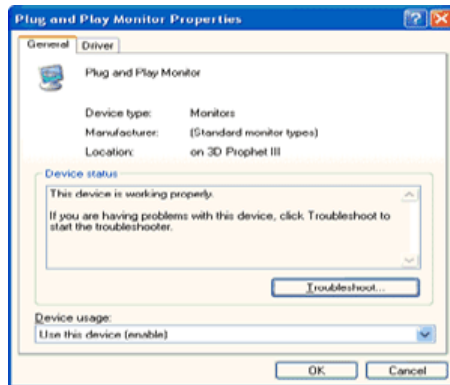 Plug and Play Monitor Properties
General Driver
Plug and Play Monitor
Device type: Monitors
Manufacturer: (Standard monitor types)
Location: on 3D Prophet III
Device status
This device is working properly.
If you are having problems with this device, click Troubleshoot to
start the troubleshooter.
Troubleshoot...
Device usage:
Use this device (enable)
OK Cancel